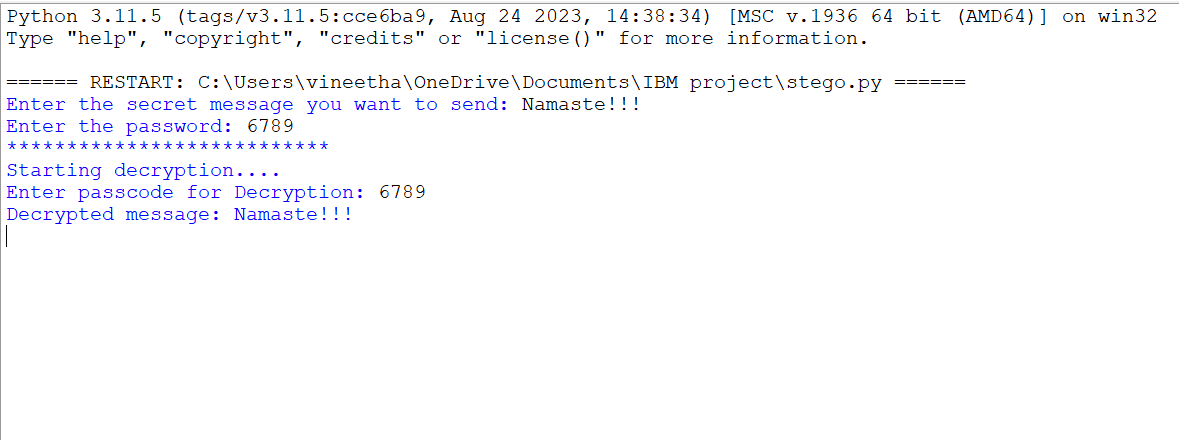 Python 3.11.5 (tags/v3.11.5:cce6ba9, Aug 24 2023, 14:38:34) [MSC v.1936 64 bit (AMD64)] on win32
Type "help", "copyright", "credits" or "license()" for more information.
====== RESTART: C:\Users\vineetha\OneDrive\Documents\IBM project\stego.py ======
Enter the secret message you want to send: Namaste!!!
Enter the password: 6789
***************************
Starting decryption....
Enter passcode for Decryption: 6789
Decrypted message: Namaste!!!